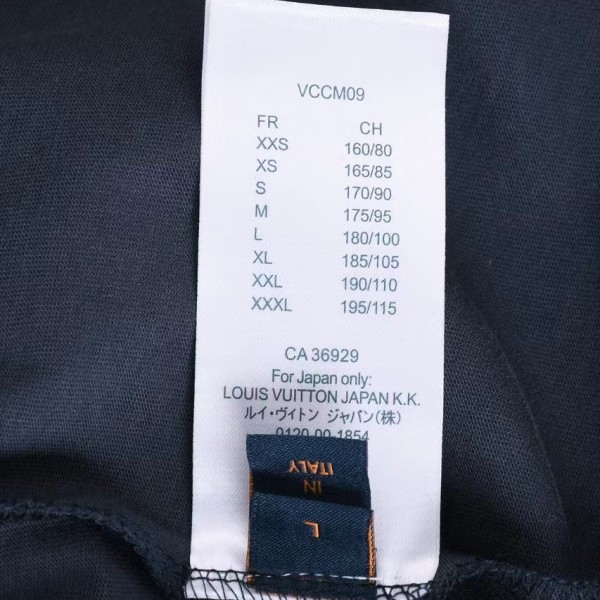 VCCM09
FR CH
XXS 160/80
XS 165/85
S 170/90
M 175/95
L 180/100
XL 185/105
XXL 190/110
XXXL 195/115
CA 36929
For Japan only:
LOUIS VUITTON JAPAN K.K.
ルイ・ヴィトン ジャパン(株)
0120-00-1854
IN
ITALY
L